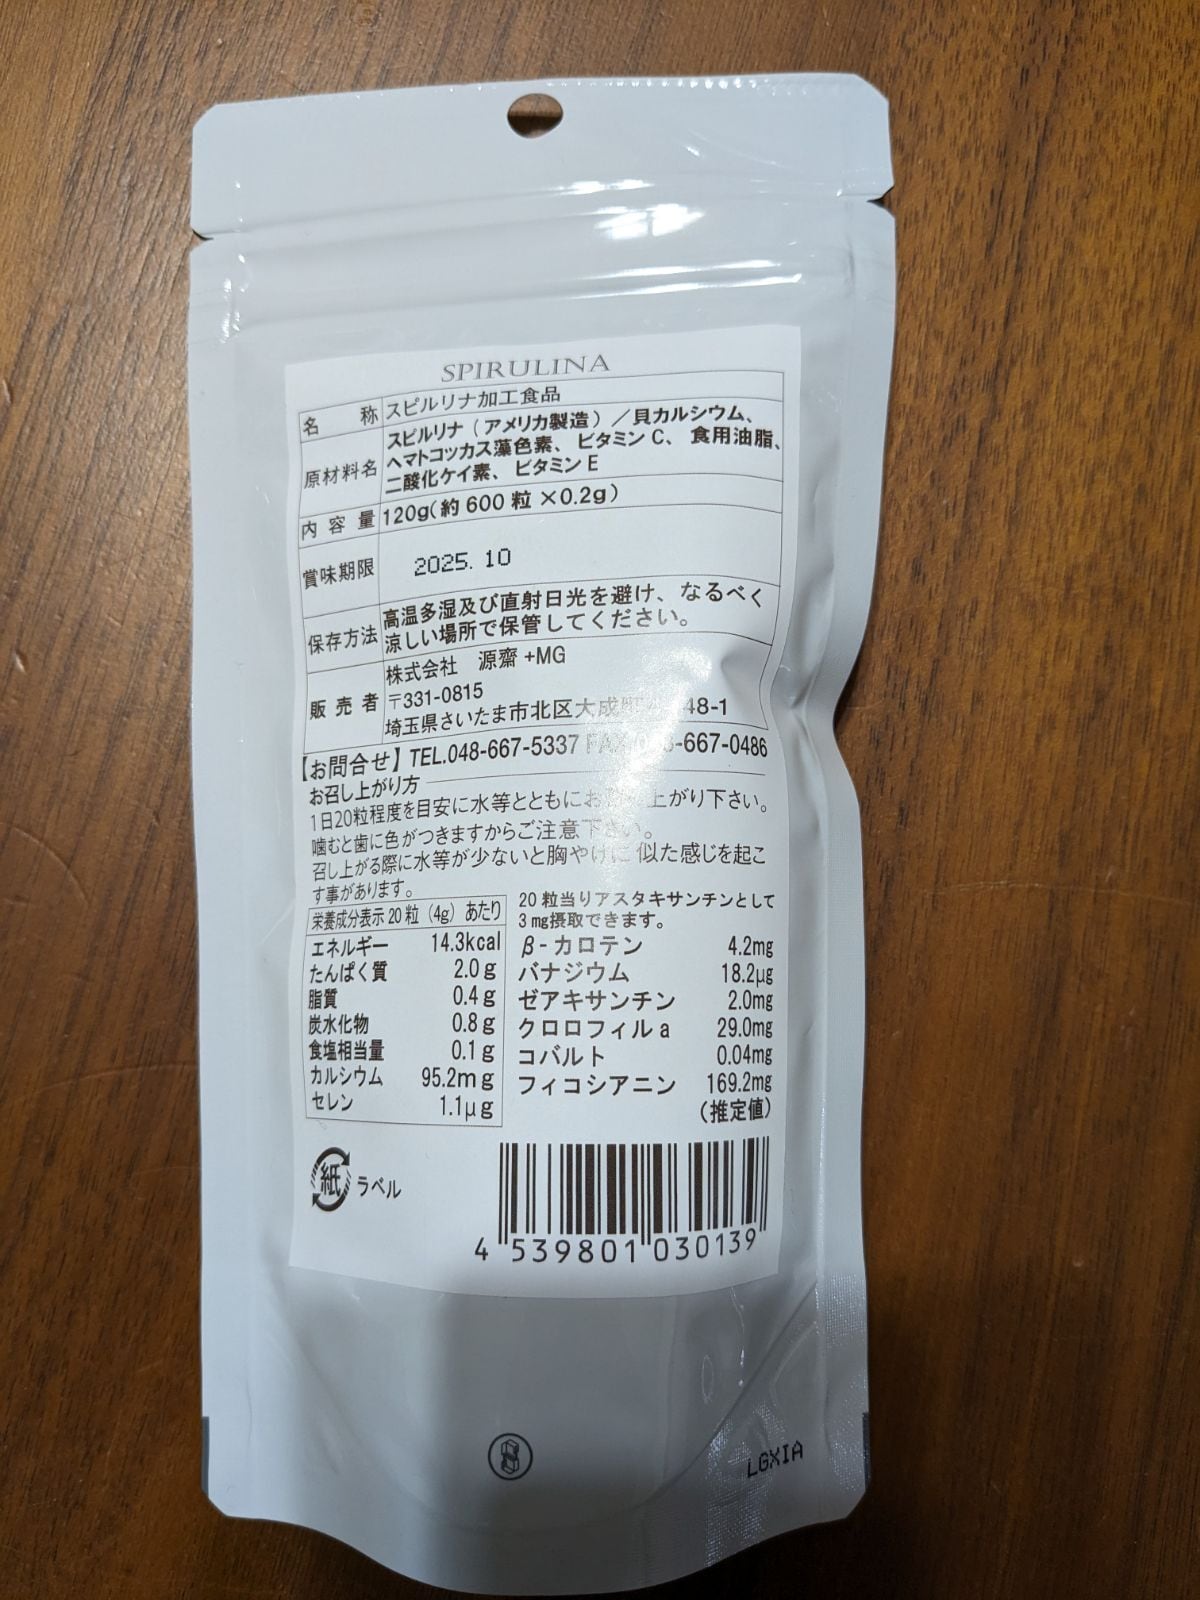 SPIRULINA
名称 スピルリナ加工食品
原材料名 スピルリナ（アメリカ製造）／貝カルシウム、
ヘマトコッカス藻色素、ビタミンC、食用油脂、
二酸化ケイ素、ビタミンE
内容量 120g(約600粒×0.2g)
賞味期限 2025. 10
保存方法 高温多湿及び直射日光を避け、なるべく
涼しい場所で保管してください。
販売者 株式会社 源齋+MG
〒331-0815
埼玉県さいたま市北区大成町 48-1
【お問合せ】TEL.048-667-5337 FAX -667-0486
お召し上がり方
1日20粒程度を目安に水等とともにお 上がり下さい。
噛むと歯に色がつきますからご注意下さい。
召し上がる際に水等が少ないと胸やけに似た感じを起こ
す事があります。
栄養成分表示20粒（4g）あたり
エネルギー 14.3kcal
たんぱく質 2.0g
脂質 0.4g
炭水化物 0.8g
食塩相当量 0.1g
カルシウム 95.2mg
セレン 1.1μg
20粒当りアスタキサンチンとして
3mg摂取できます。
β-カロテン 4.2mg
バナジウム 18.2μg
ゼアキサンチン 2.0mg
クロロフィルa 29.0mg
コバルト 0.04mg
フィコシアニン 169.2mg
（推定値）
紙 ラベル
4 539801 030139
LGXIA